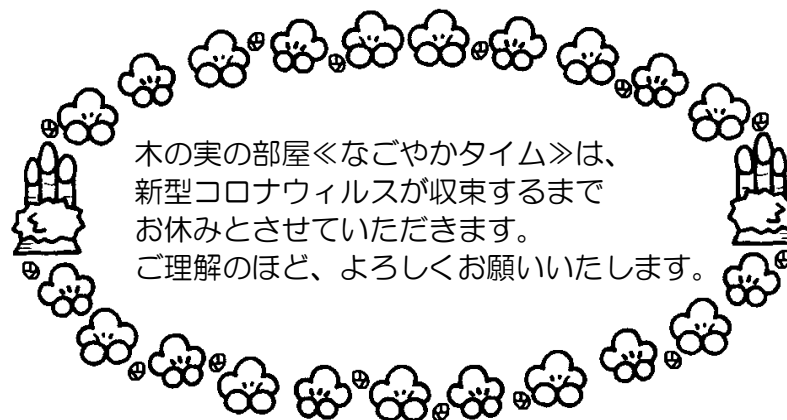 木の実の部屋≪なごやかタイム≫は、
新型コロナウィルスが収束するまで
お休みとさせていただきます。
ご理解のほど、よろしくお願いいたします。